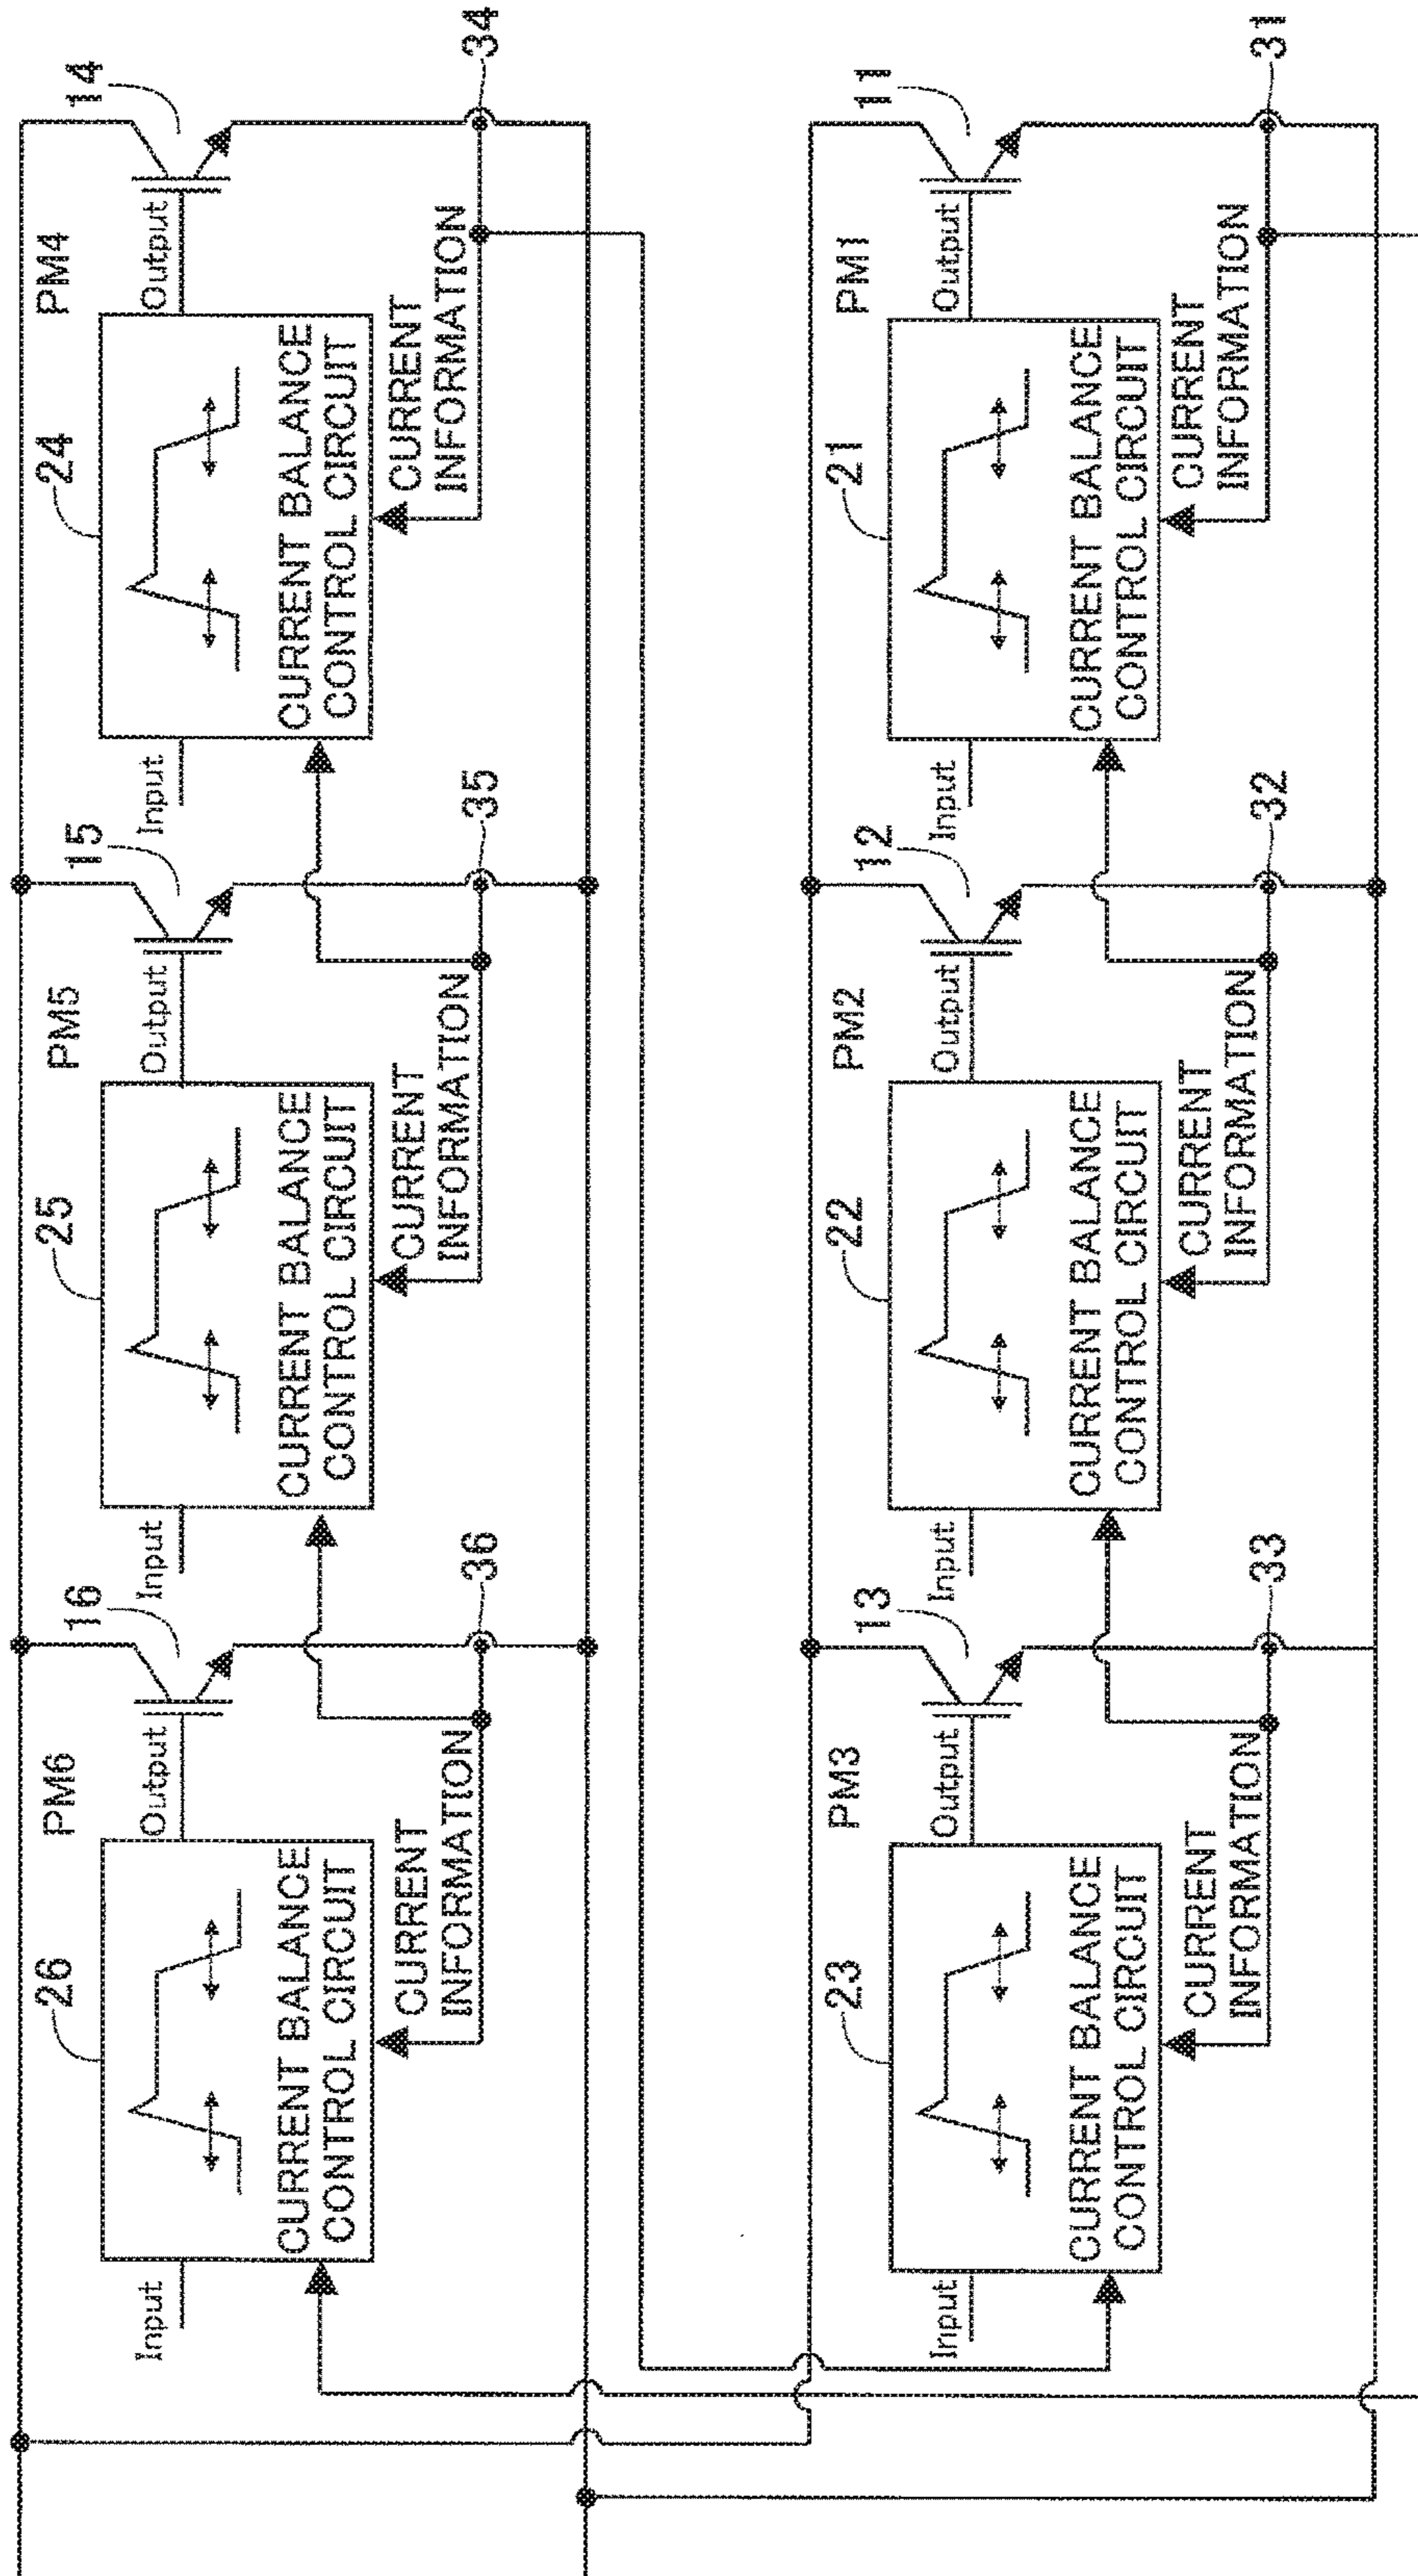 PM6
26
Input
Output
16
CURRENT BALANCE
CONTROL CIRCUIT
CURRENT
INFORMATION
36
PM5
25
Input
Output
15
CURRENT BALANCE
CONTROL CIRCUIT
CURRENT
INFORMATION
35
PM4
24
Input
Output
14
CURRENT BALANCE
CONTROL CIRCUIT
CURRENT
INFORMATION
34
PM3
23
Input
Output
13
CURRENT BALANCE
CONTROL CIRCUIT
CURRENT
INFORMATION
33
PM2
22
Input
Output
12
CURRENT BALANCE
CONTROL CIRCUIT
CURRENT
INFORMATION
32
PM1
21
Input
Output
11
CURRENT BALANCE
CONTROL CIRCUIT
CURRENT
INFORMATION
31